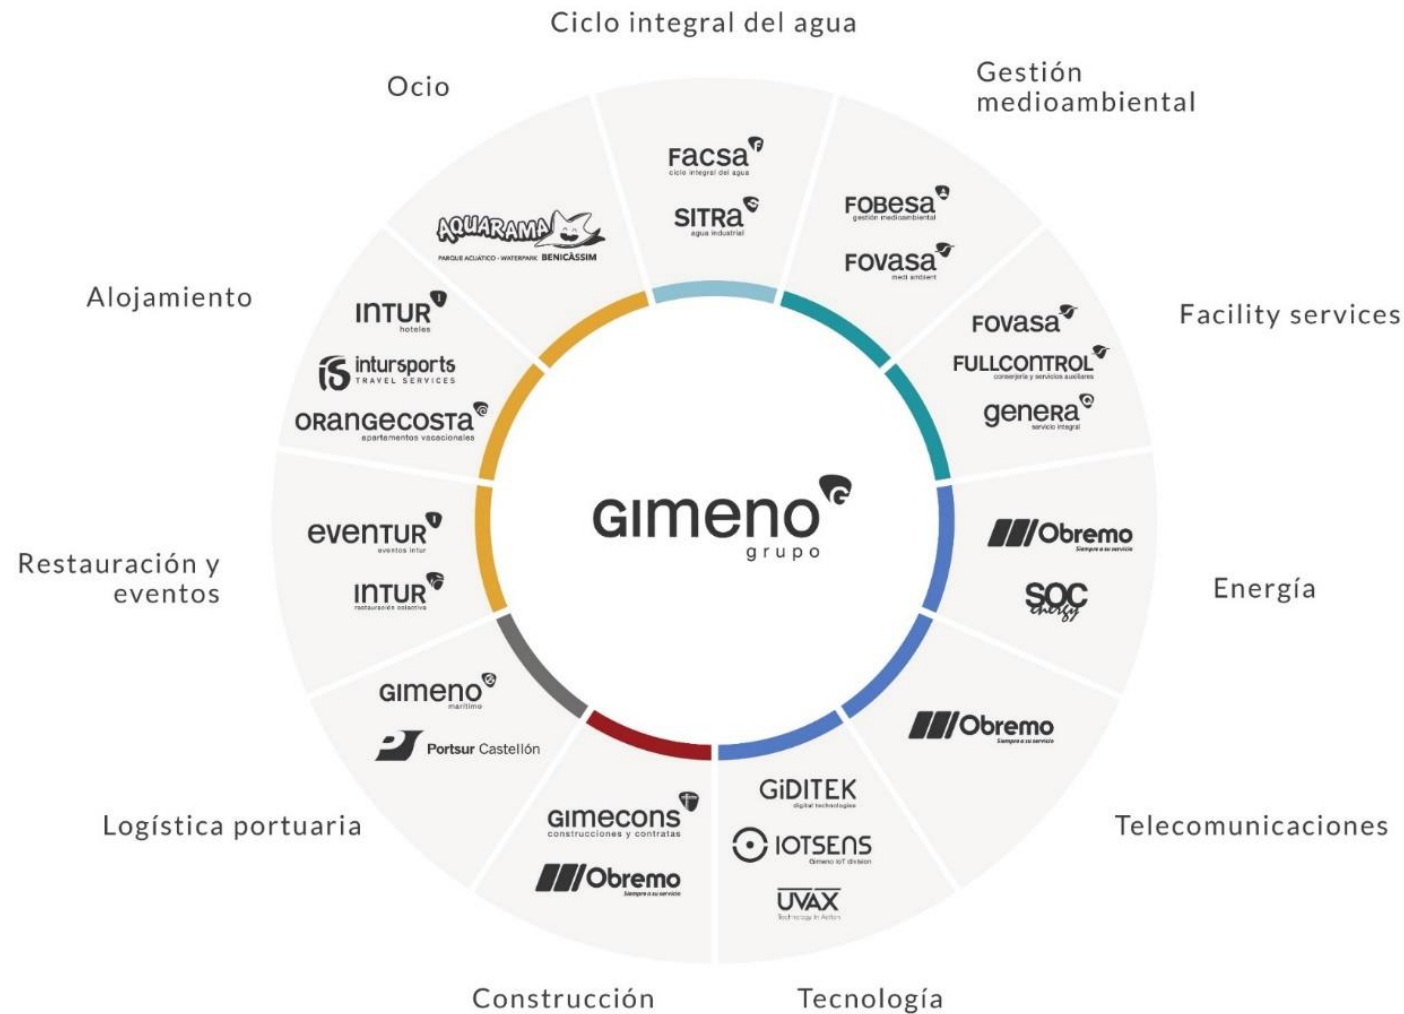 Ciclo integral del agua
Gestión
medioambiental
Ocio
Facsa
ciclo integral del agua
SITRa
agua industrial
FOBesa
gestión medioambiental
FOVasa
medi ambient
AQUARAMA
PARQUE ACUÁTICO - WATERPARK BENICÀSSIM
Alojamiento
INTUR
hoteles
intursports
TRAVEL SERVICES
ORANGECOSTA
apartamentos vacacionales
Facility services
FOVasa
FULLCONTROL
conserjería y servicios auxiliares
geneRa
servicio integral
GImeno
grupo
Restauración y
eventos
evenTUR
eventos intur
INTUR
restauración colectiva
Energía
Obremo
Siempre a su servicio
SOC
energy
Logística portuaria
GImeno
marítimo
Portsur Castellón
Telecomunicaciones
Obremo
Siempre a su servicio
Construcción
GIMECONS
construcciones y contratas
Obremo
Siempre a su servicio
Tecnología
GiDITEK
digital technologies
IOTSENS
Gimeno IoT division
UVAX
Technology in Action